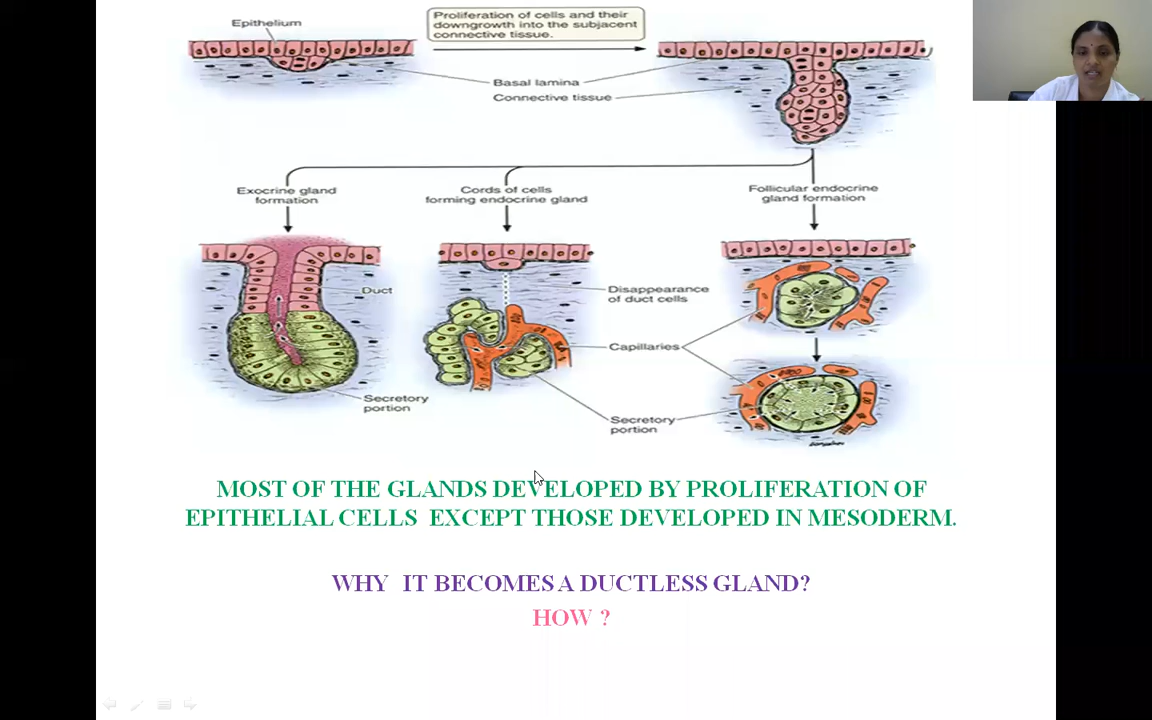 Epithelium
Proliferation of cells and their
downgrowth into the subjacent
connective tissue.
Basal lamina
Connective tissue
Exocrine gland
formation
Cords of cells
forming endocrine gland
Follicular endocrine
gland formation
Duct
Disappearance
of duct cells
Capillaries
Secretory
portion
Secretory
portion
MOST OF THE GLANDS DEVELOPED BY PROLIFERATION OF
EPITHELIAL CELLS EXCEPT THOSE DEVELOPED IN MESODERM.
WHY IT BECOMES A DUCTLESS GLAND?
HOW ?